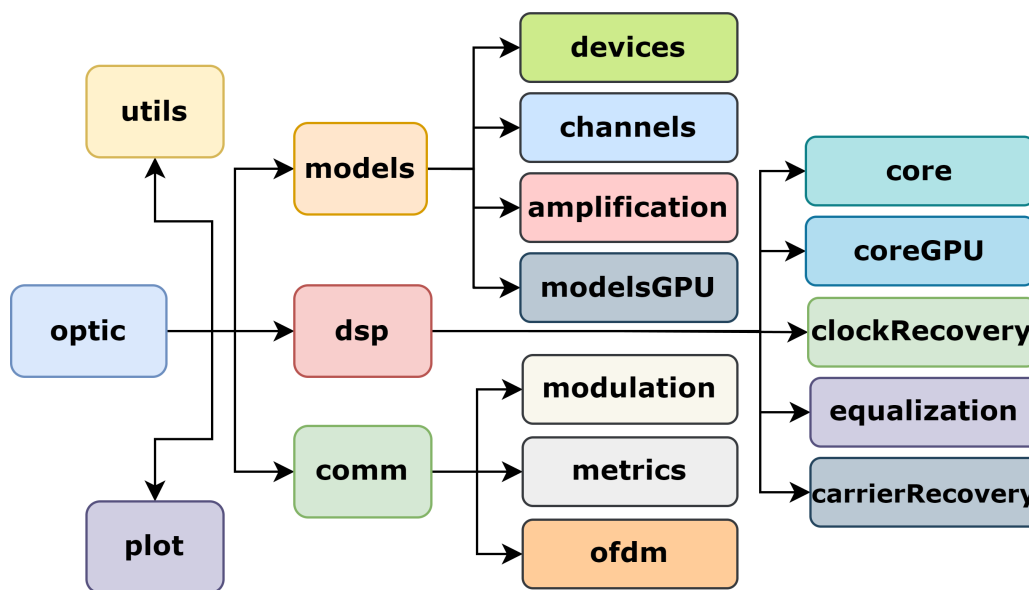 optic
utils
plot
models
dsp
comm
devices
channels
amplification
modelsGPU
modulation
metrics
ofdm
core
coreGPU
clockRecovery
equalization
carrierRecovery